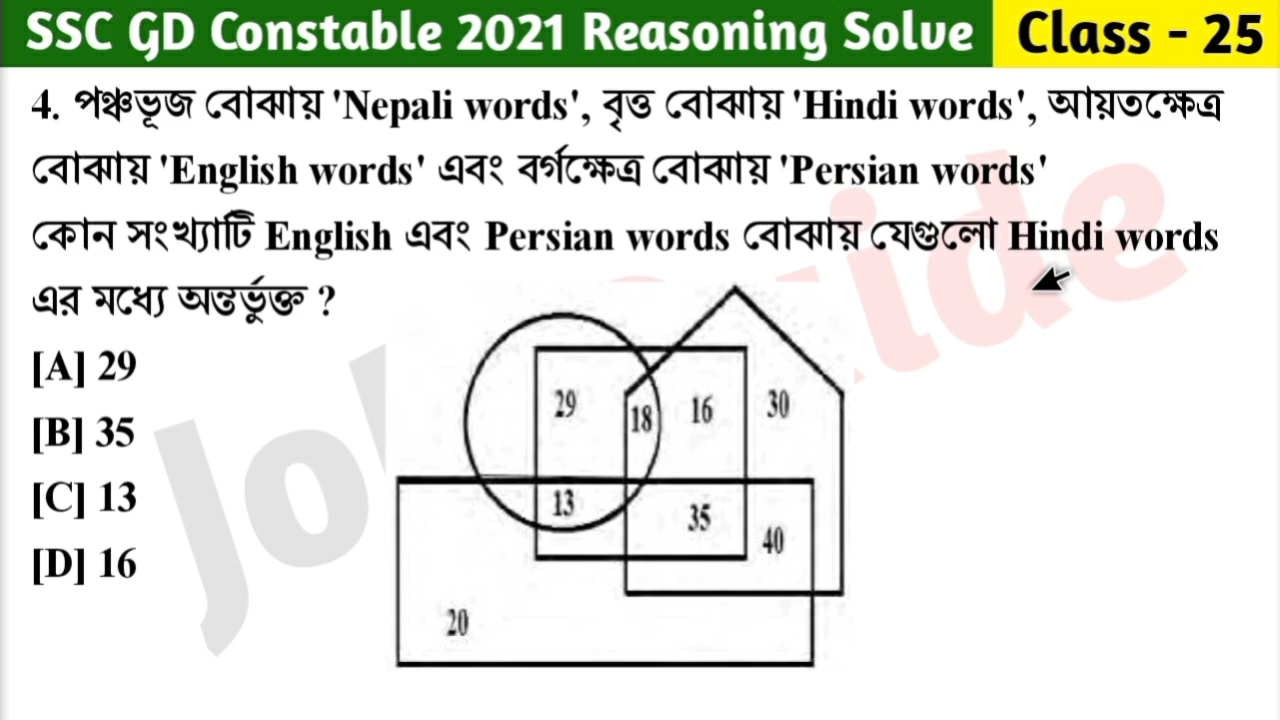 SSC GD Constable 2021 Reasoning Solve Class - 25
4. পঞ্চভূজ বোঝায় 'Nepali words', বৃত্ত বোঝায় 'Hindi words', আয়তক্ষেত্র
বোঝায় 'English words' এবং বর্গক্ষেত্র বোঝায় 'Persian words'
কোন সংখ্যাটি English এবং Persian words বোঝায় যেগুলো Hindi words
এর মধ্যে অন্তর্ভুক্ত ?
[A] 29
[B] 35
[C] 13
[D] 16
29 18 16 30
13 35 40
20